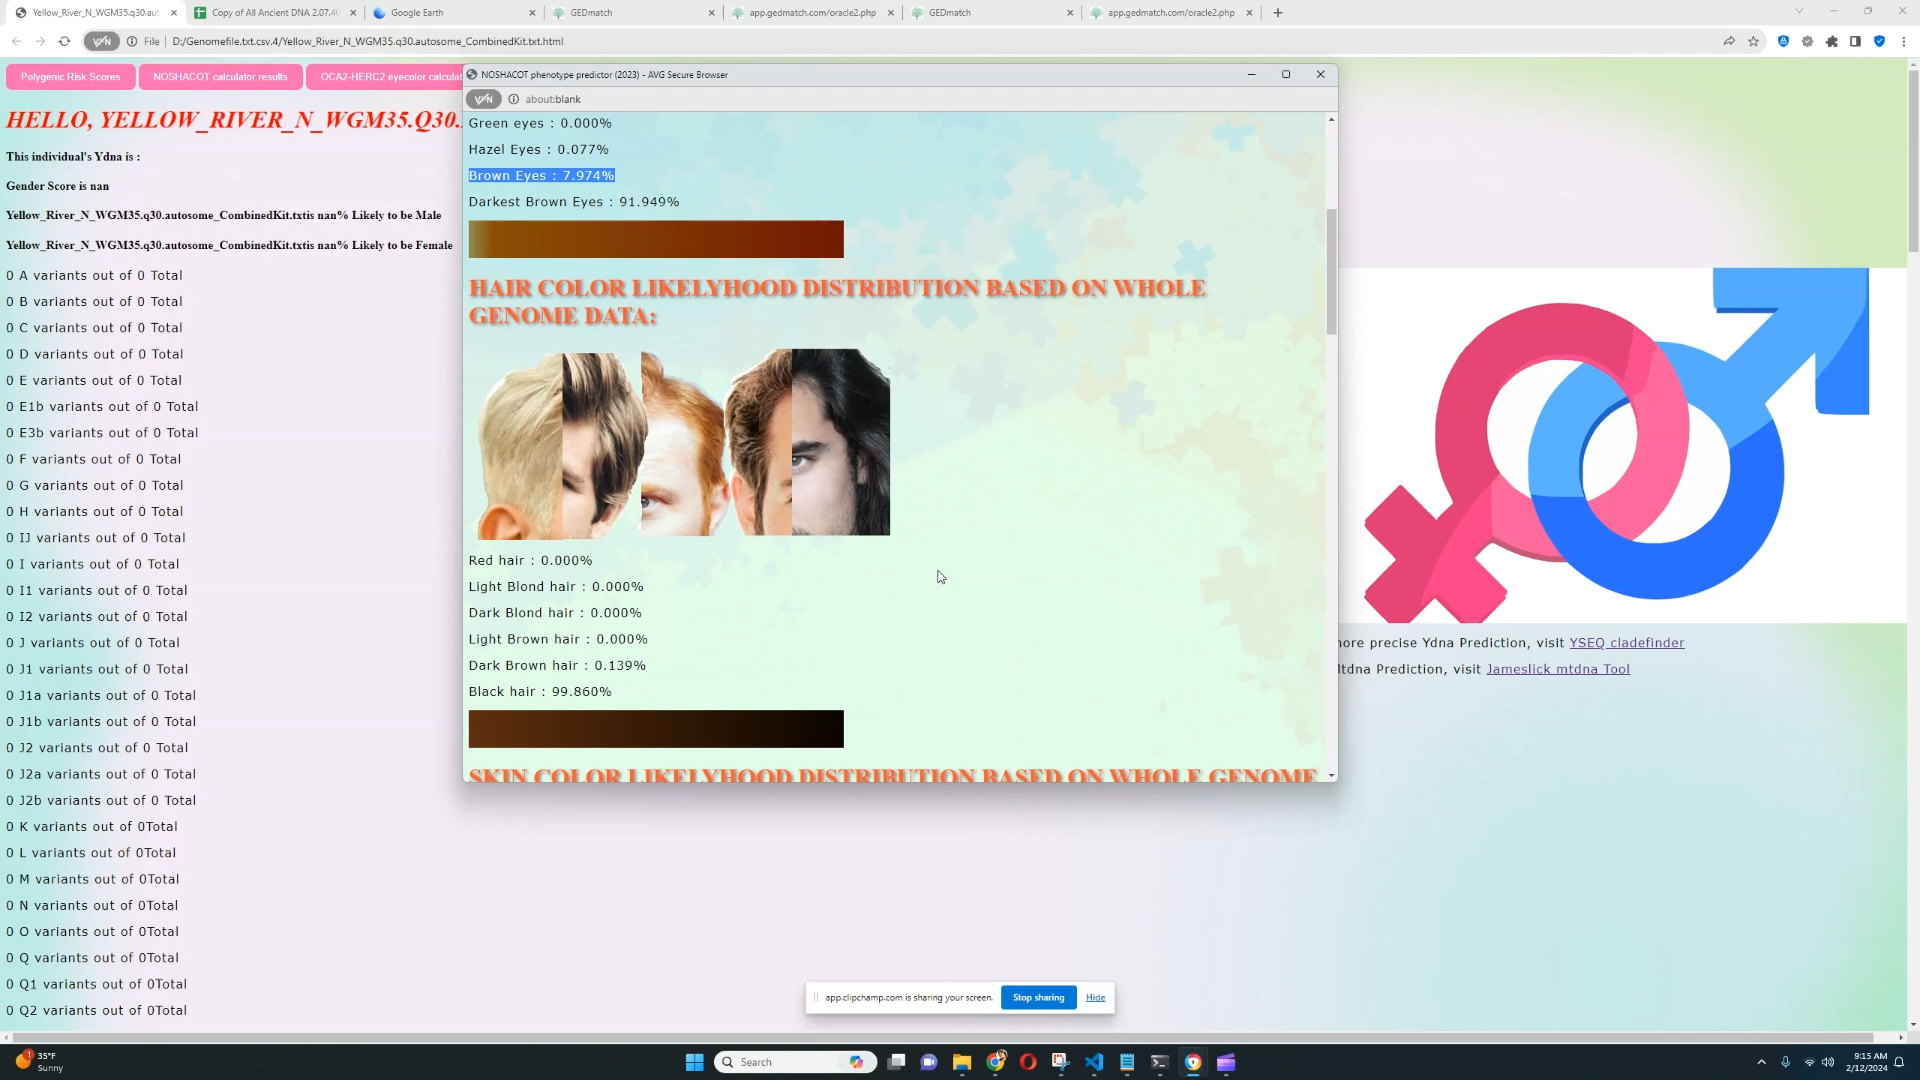 Yellow_River_N_WGM35.q30.aut
Copy of All Ancient DNA 2.07.40
Google Earth
GEDmatch
app.gedmatch.com/oracle2.php
GEDmatch
app.gedmatch.com/oracle2.php
VPN
File
D:/Genomefile.txt.csv.4/Yellow_River_N_WGM35.q30.autosome_CombinedKit.txt.html
Polygenic Risk Scores
NOSHACOT calculator results
OCA2-HERC2 eyecolor calculat
HELLO, YELLOW_RIVER_N_WGM35.Q30.
This individual's Ydna is :
Gender Score is nan
Yellow_River_N_WGM35.q30.autosome_CombinedKit.txtis nan% Likely to be Male
Yellow_River_N_WGM35.q30.autosome_CombinedKit.txtis nan% Likely to be Female
0 A variants out of 0 Total
0 B variants out of 0 Total
0 C variants out of 0 Total
0 D variants out of 0 Total
0 E variants out of 0 Total
0 E1b variants out of 0 Total
0 E3b variants out of 0 Total
0 F variants out of 0 Total
0 G variants out of 0 Total
0 H variants out of 0 Total
0 IJ variants out of 0 Total
0 I variants out of 0 Total
0 I1 variants out of 0 Total
0 I2 variants out of 0 Total
0 J variants out of 0 Total
0 J1 variants out of 0 Total
0 J1a variants out of 0 Total
0 J1b variants out of 0 Total
0 J2 variants out of 0 Total
0 J2a variants out of 0 Total
0 J2b variants out of 0 Total
0 K variants out of 0Total
0 L variants out of 0Total
0 M variants out of 0Total
0 N variants out of 0Total
0 O variants out of 0Total
0 Q variants out of 0Total
0 Q1 variants out of 0Total
0 Q2 variants out of 0Total
NOSHACOT phenotype predictor (2023) - AVG Secure Browser
VPN
about:blank
Green eyes : 0.000%
Hazel Eyes : 0.077%
Brown Eyes : 7.974%
Darkest Brown Eyes : 91.949%
HAIR COLOR LIKELYHOOD DISTRIBUTION BASED ON WHOLE
GENOME DATA:
Red hair : 0.000%
Light Blond hair : 0.000%
Dark Blond hair : 0.000%
Light Brown hair : 0.000%
Dark Brown hair : 0.139%
Black hair : 99.860%
SKIN COLOR LIKELYHOOD DISTRIBUTION BASED ON WHOLE GENOME
more precise Ydna Prediction, visit YSEQ cladefinder
Mtdna Prediction, visit Jameslick mtdna Tool
app.clipchamp.com is sharing your screen.
Stop sharing
Hide
1
35°F
Sunny
Search
9:15 AM
2/12/2024